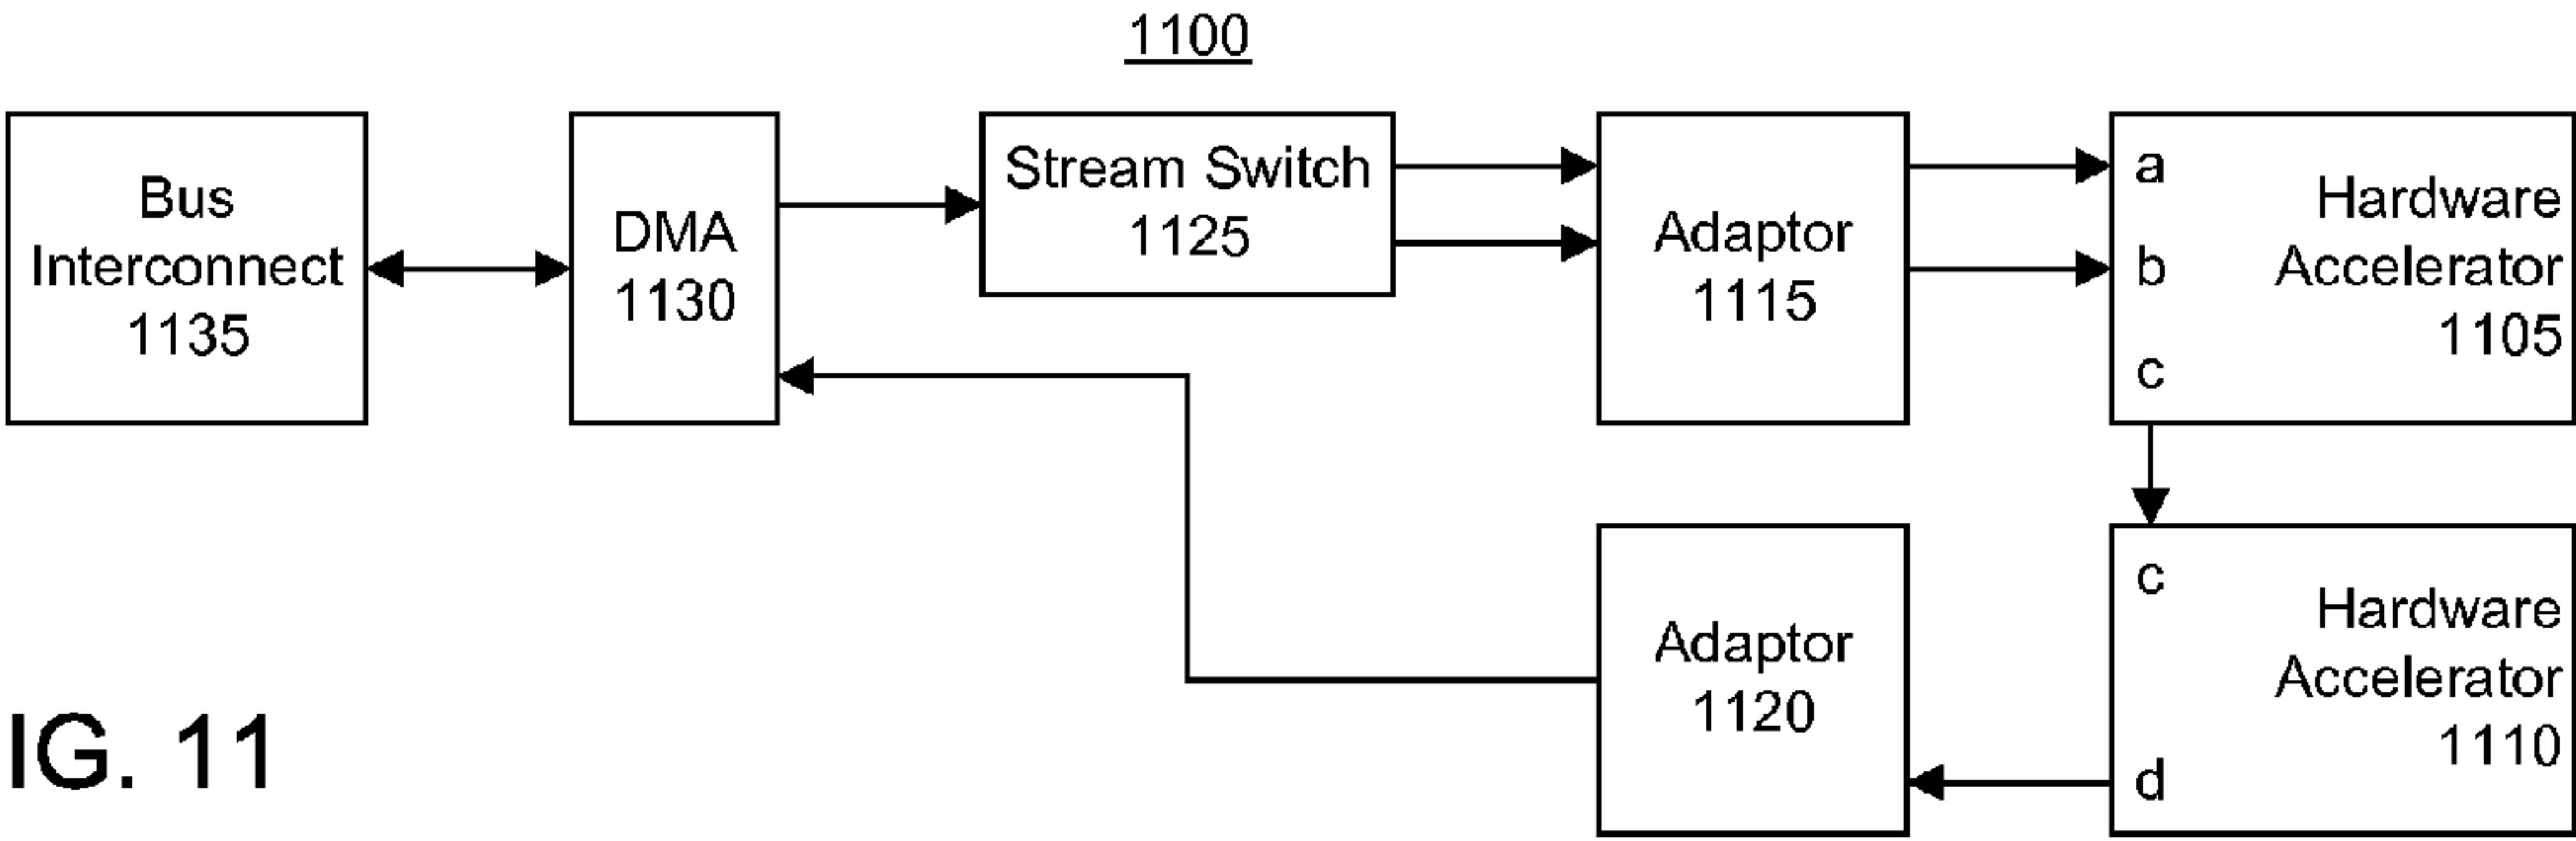 1100
Bus
Interconnect
1135
DMA
1130
Stream Switch
1125
Adaptor
1115
a
b
c
Hardware
Accelerator
1105
Adaptor
1120
c
d
Hardware
Accelerator
1110
IG. 11